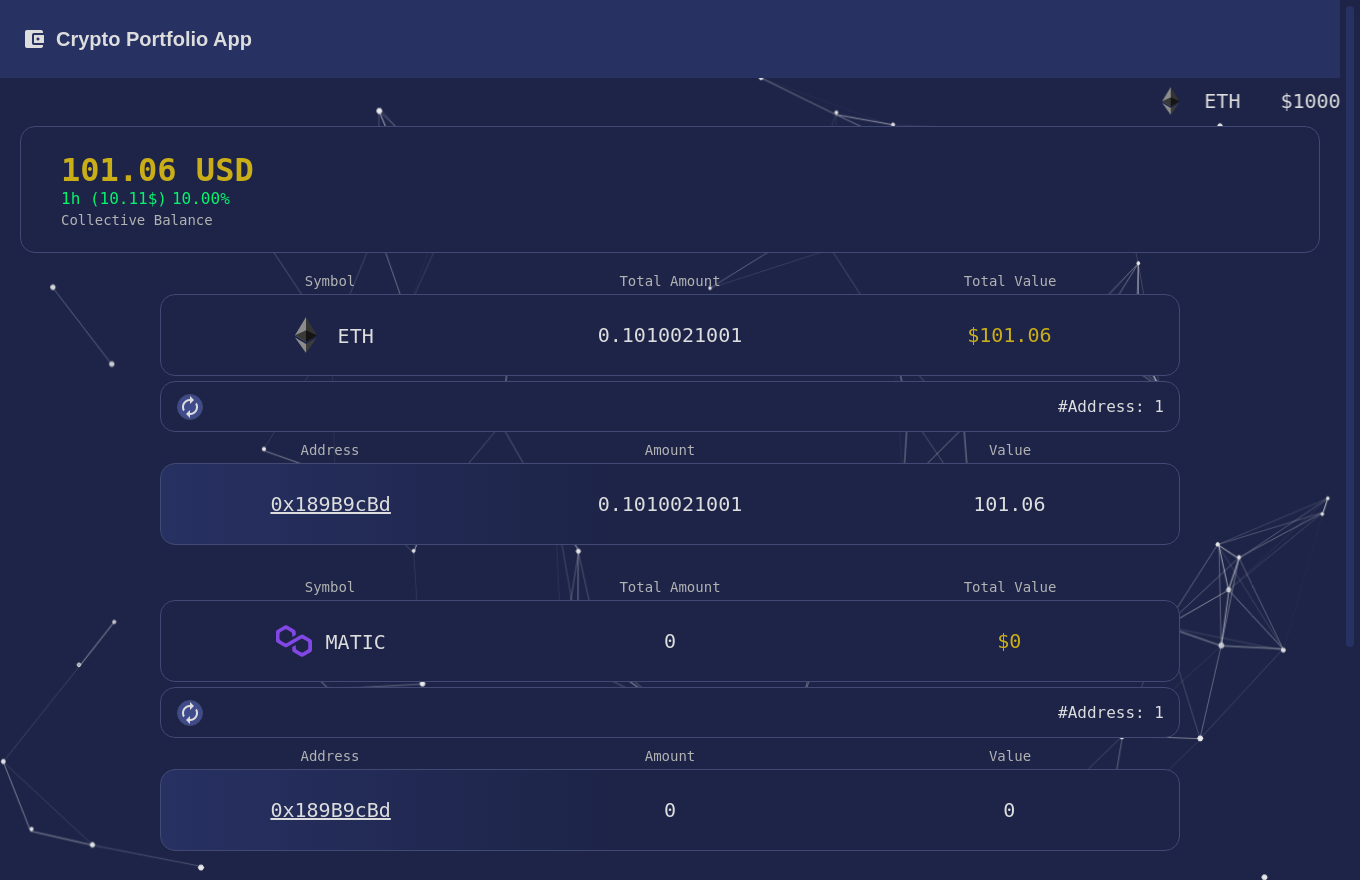 Crypto Portfolio App
ETH $1000
101.06 USD
1h (10.11$) 10.00%
Collective Balance
Symbol Total Amount Total Value
ETH 0.1010021001 $101.06
#Address: 1
Address Amount Value
0x189B9cBd 0.1010021001 101.06
Symbol Total Amount Total Value
MATIC 0 $0
#Address: 1
Address Amount Value
0x189B9cBd 0 0